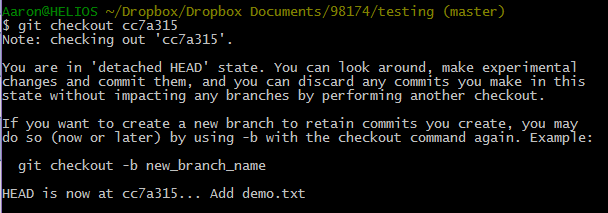 Aaron@HELIOS ~/Dropbox/Dropbox Documents/98174/testing (master)
$ git checkout cc7a315
Note: checking out 'cc7a315'.

You are in 'detached HEAD' state. You can look around, make experimental
changes and commit them, and you can discard any commits you make in this
state without impacting any branches by performing another checkout.

If you want to create a new branch to retain commits you create, you may
do so (now or later) by using -b with the checkout command again. Example:

  git checkout -b new_branch_name

HEAD is now at cc7a315... Add demo.txt